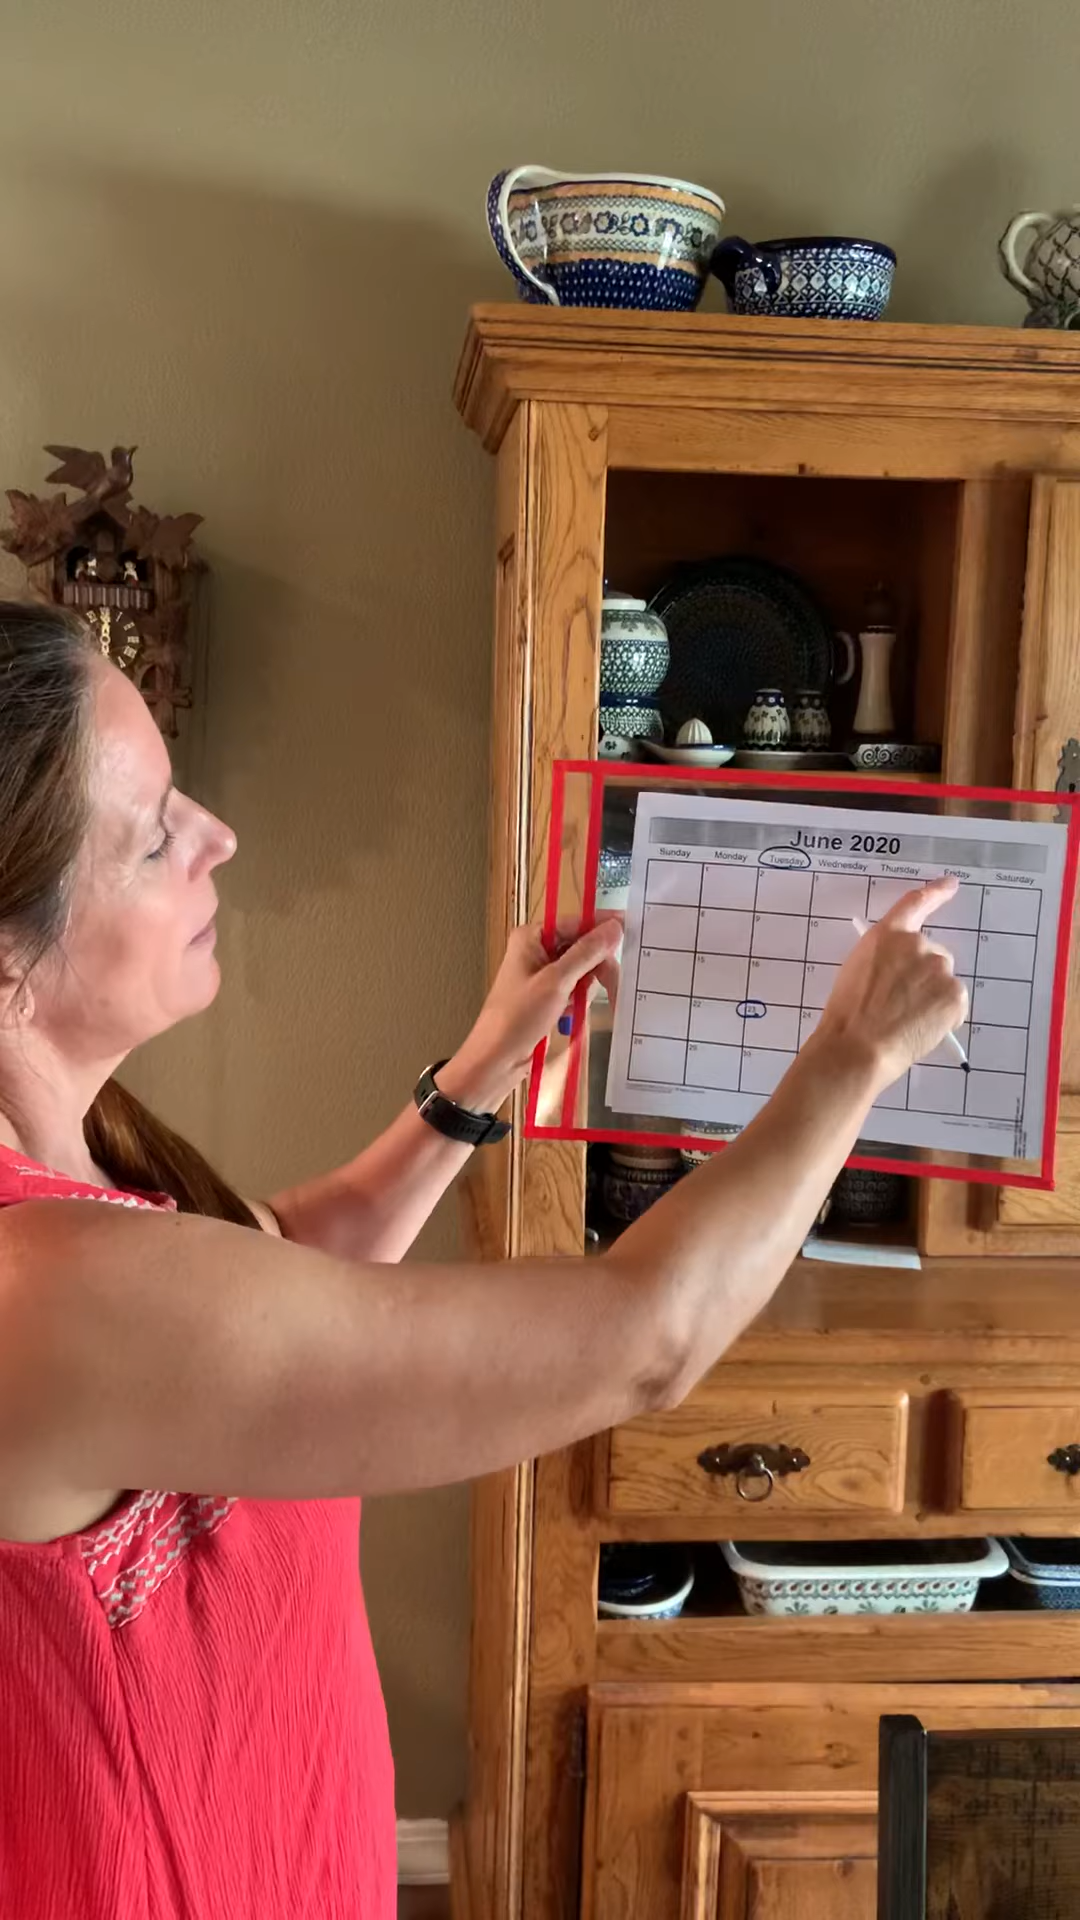 June 2020
Sunday Monday Tuesday Wednesday Thursday Friday Saturday
1 2 3 4 6
7 8 9 10 13
14 15 16 17 20
21 22 23 24 27
28 29 30